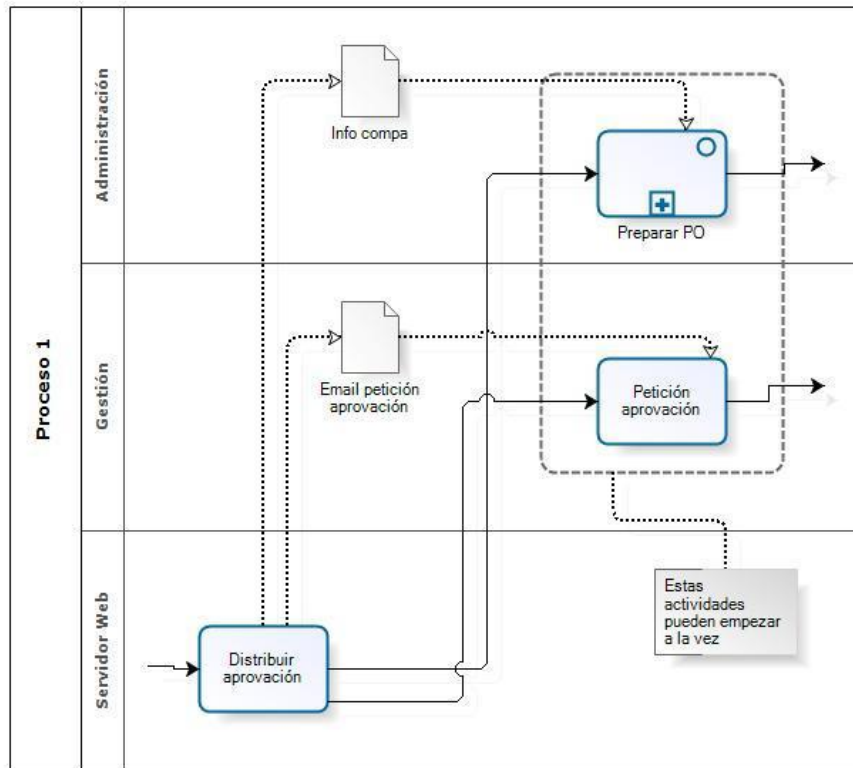 Proceso 1
Administración
Info compa
Preparar PO
Gestión
Email petición
aprovación
Petición
aprovación
Servidor Web
Distribuir
aprovación
Estas
actividades
pueden empezar
a la vez